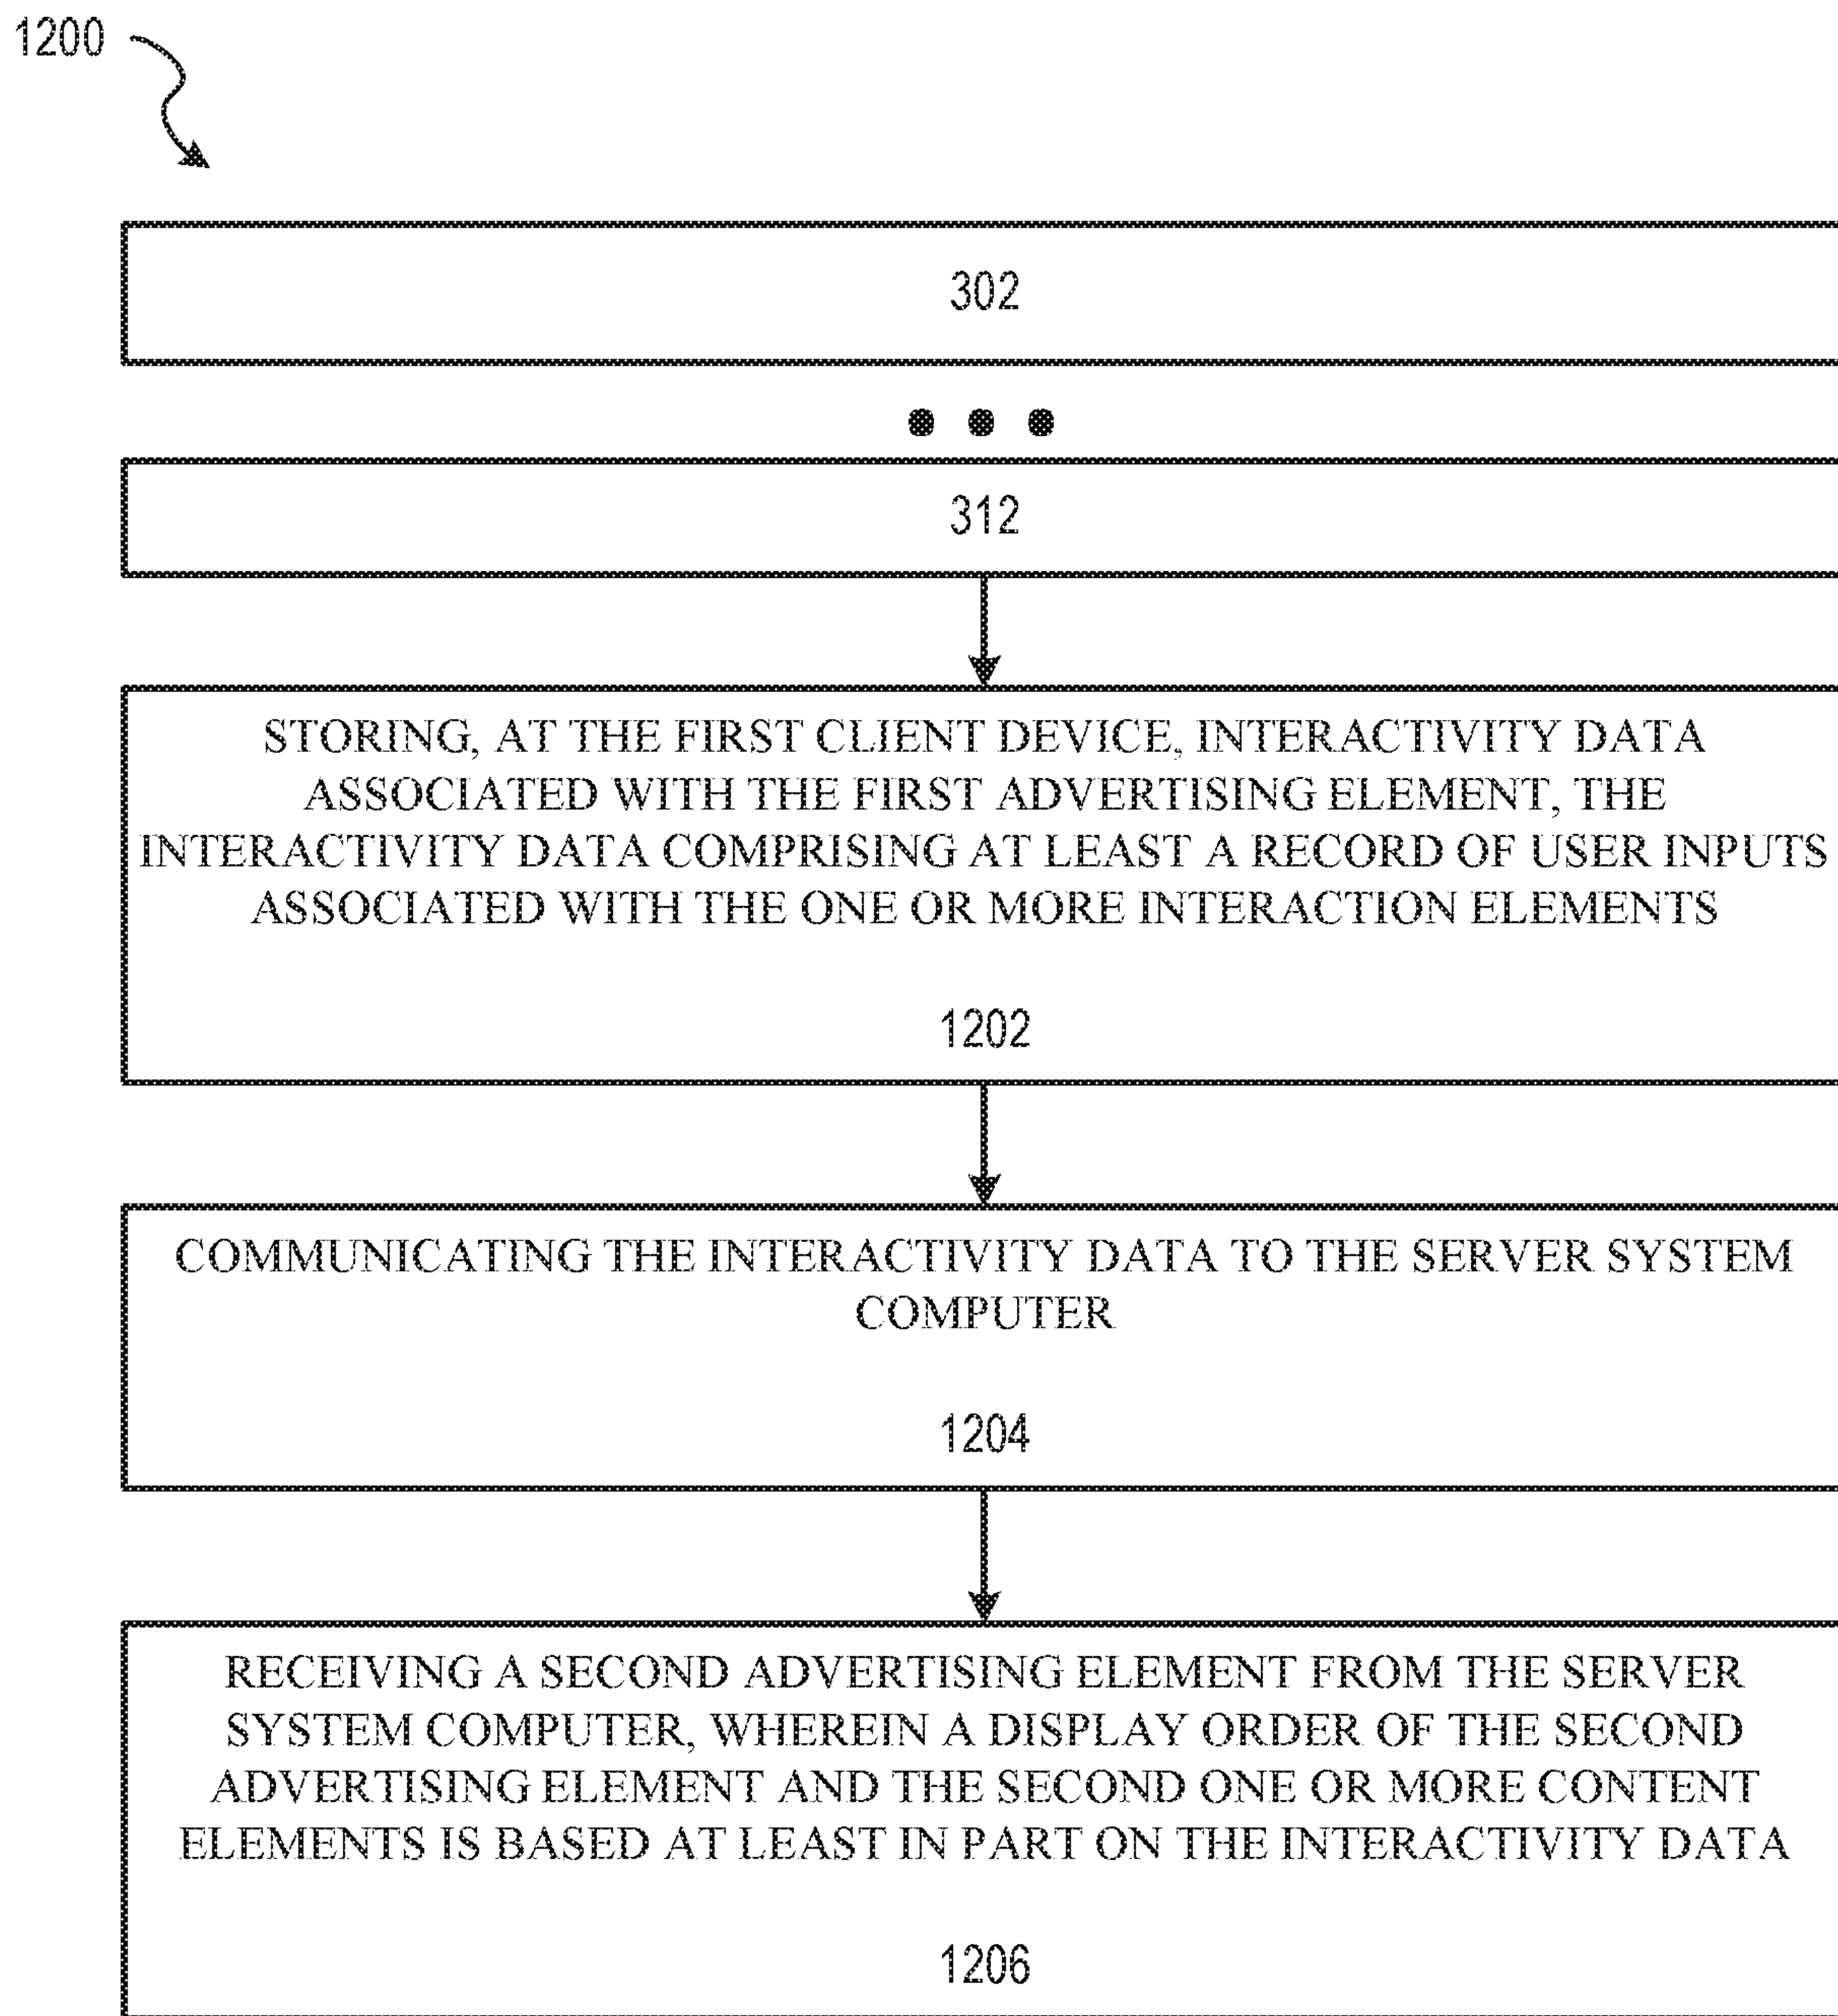 1200
302
312
STORING, AT THE FIRST CLIENT DEVICE, INTERACTIVITY DATA
ASSOCIATED WITH THE FIRST ADVERTISING ELEMENT, THE
INTERACTIVITY DATA COMPRISING AT LEAST A RECORD OF USER INPUTS
ASSOCIATED WITH THE ONE OR MORE INTERACTION ELEMENTS
1202
COMMUNICATING THE INTERACTIVITY DATA TO THE SERVER SYSTEM
COMPUTER
1204
RECEIVING A SECOND ADVERTISING ELEMENT FROM THE SERVER
SYSTEM COMPUTER, WHEREIN A DISPLAY ORDER OF THE SECOND
ADVERTISING ELEMENT AND THE SECOND ONE OR MORE CONTENT
ELEMENTS IS BASED AT LEAST IN PART ON THE INTERACTIVITY DATA
1206